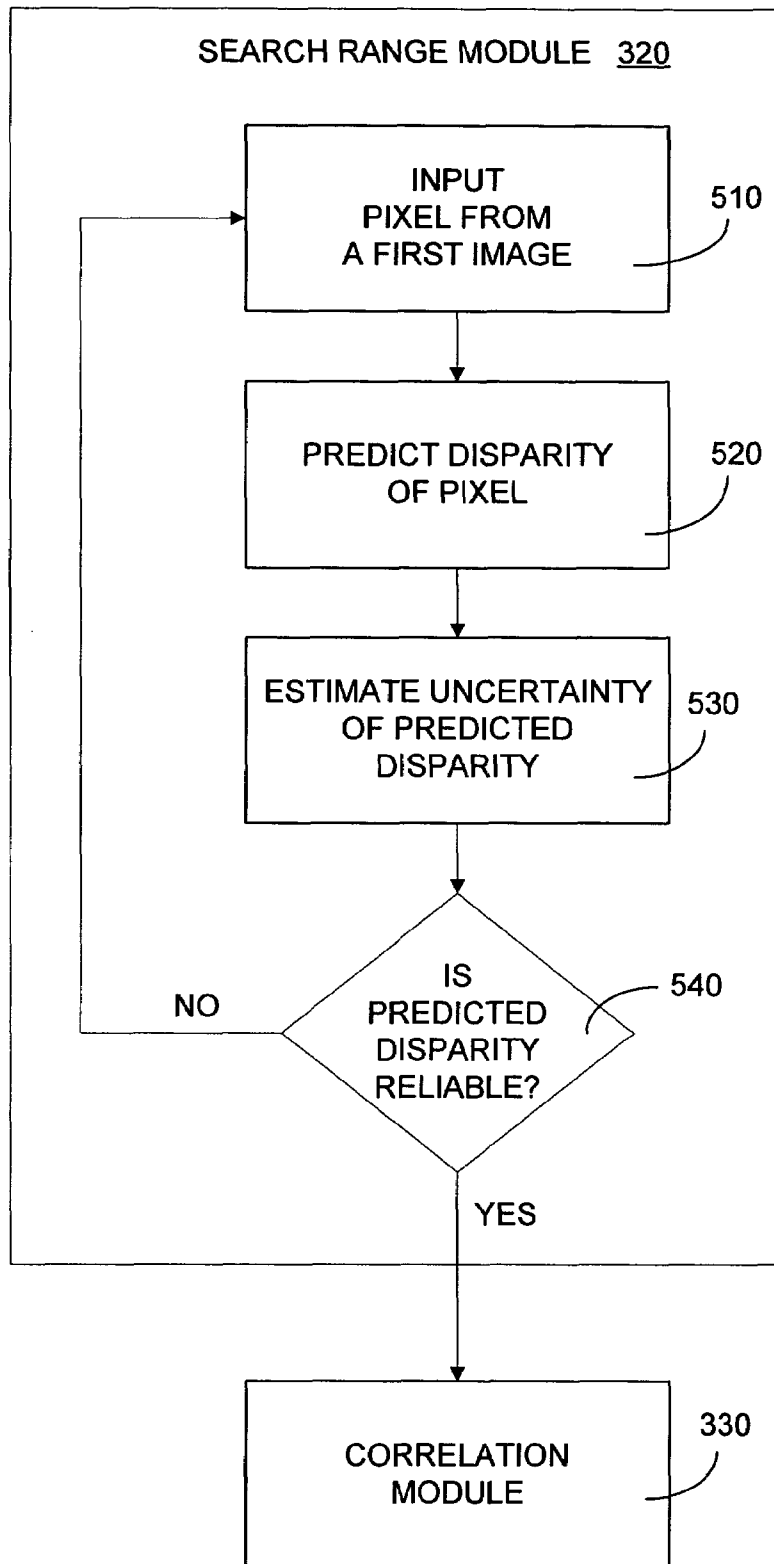 SEARCH RANGE MODULE 320
INPUT
PIXEL FROM
A FIRST IMAGE
510
PREDICT DISPARITY
OF PIXEL
520
ESTIMATE UNCERTAINTY
OF PREDICTED
DISPARITY
530
IS
PREDICTED
DISPARITY
RELIABLE?
540
NO
YES
CORRELATION
MODULE
330